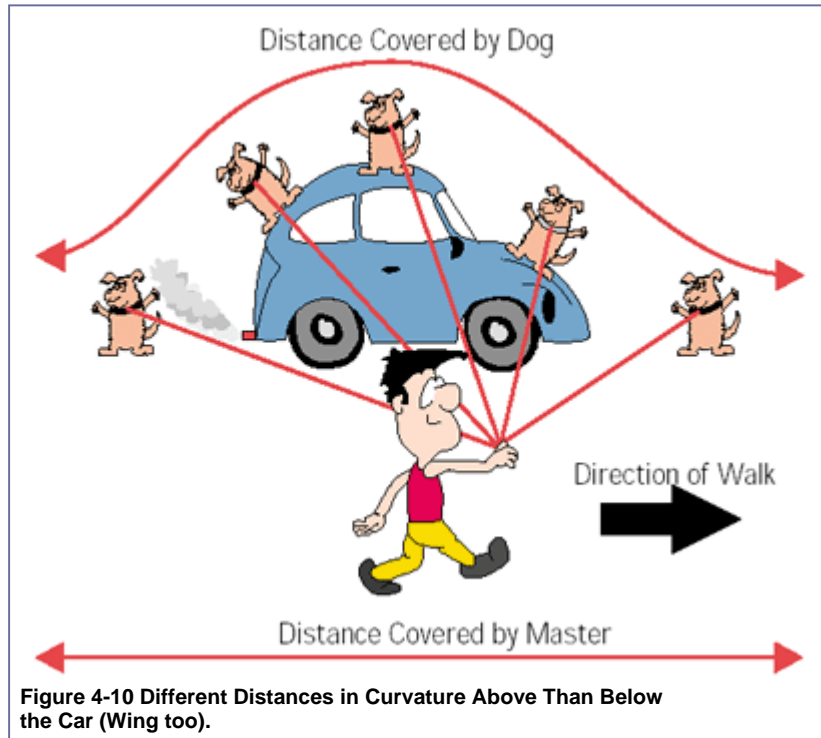 Distance Covered by Dog
Direction of Walk
Distance Covered by Master
Figure 4-10 Different Distances in Curvature Above Than Below
the Car (Wing too).